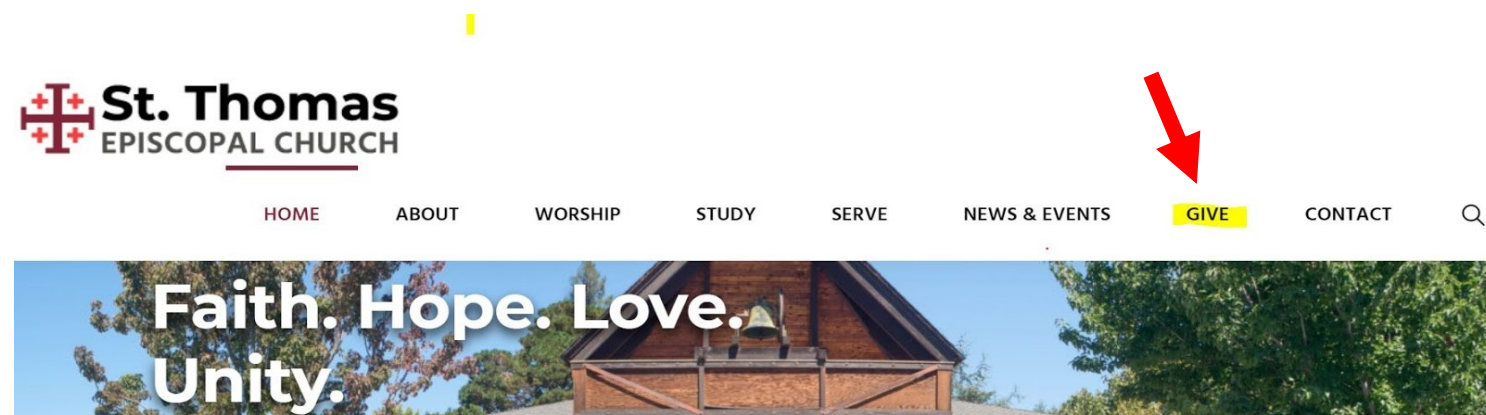 St. Thomas
EPISCOPAL CHURCH
HOME ABOUT WORSHIP STUDY SERVE NEWS & EVENTS GIVE CONTACT
Faith. Hope. Love.
Unity.